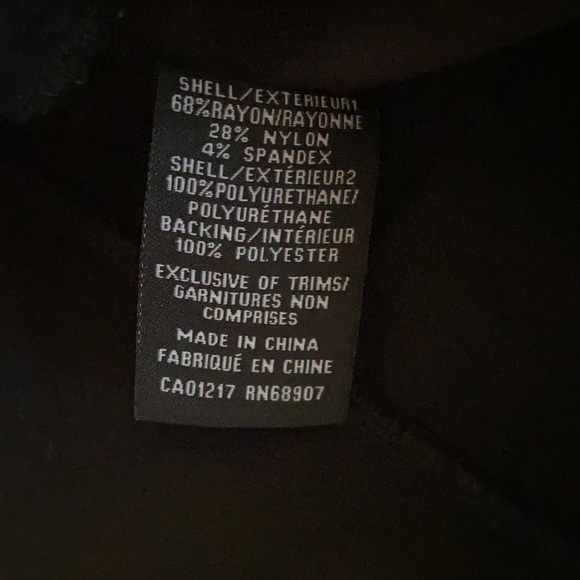 SHELL/EXTERIEUR1
68%RAYON/RAYONNE
28% NYLON
4% SPANDEX
SHELL/EXTÉRIEUR2
100%POLYURETHANE/
POLYURÉTHANE
BACKING/INTÉRIEUR
100% POLYESTER
EXCLUSIVE OF TRIMS/
GARNITURES NON
COMPRISES
MADE IN CHINA
FABRIQUÉ EN CHINE
CA01217 RN68907